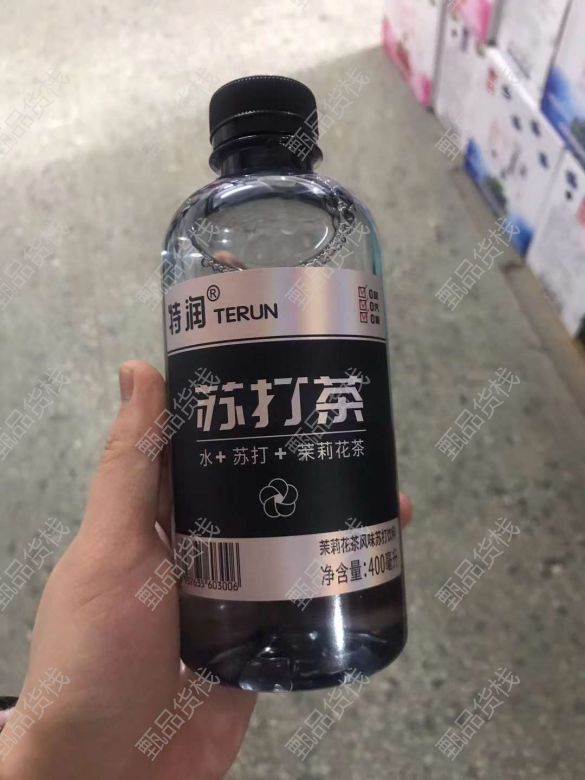 特润® TERUN
苏打茶
水+苏打+茉莉花茶
茉莉花茶风味苏打饮料
净含量:400毫升
603006
甄品货栈